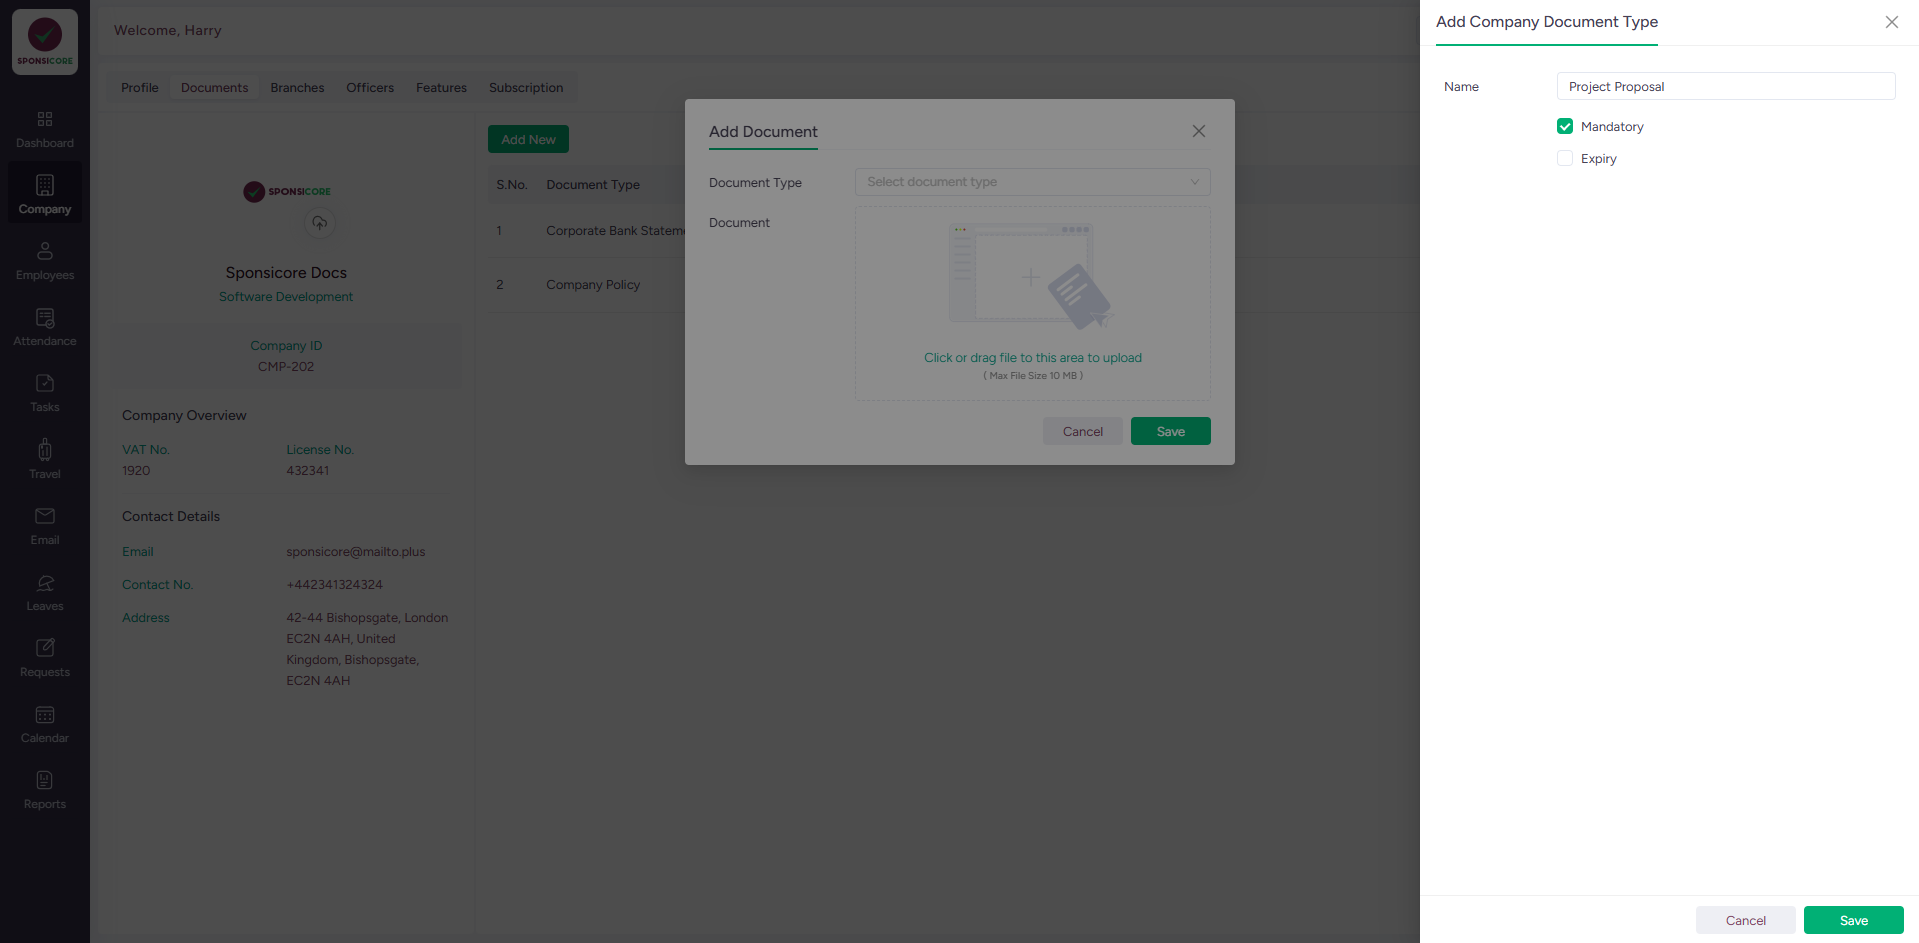 SPONSICORE
Dashboard
Company
Employees
Attendance
Tasks
Travel
Email
Leaves
Requests
Calendar
Reports
Welcome, Harry
Profile Documents Branches Officers Features Subscription
SPONSICORE
Sponsicore Docs
Software Development
Company ID
CMP-202
Company Overview
VAT No. License No.
1920 432341
Contact Details
Email sponsicore@mailto.plus
Contact No. +442341324324
Address 42-44 Bishopsgate, London
EC2N 4AH, United
Kingdom, Bishopsgate,
EC2N 4AH
Add New
S.No. Document Type
1 Corporate Bank Stateme
2 Company Policy
Add Document
Document Type Select document type
Document
Click or drag file to this area to upload
( Max File Size 10 MB )
Cancel Save
Add Company Document Type
Name Project Proposal
Mandatory
Expiry
Cancel Save